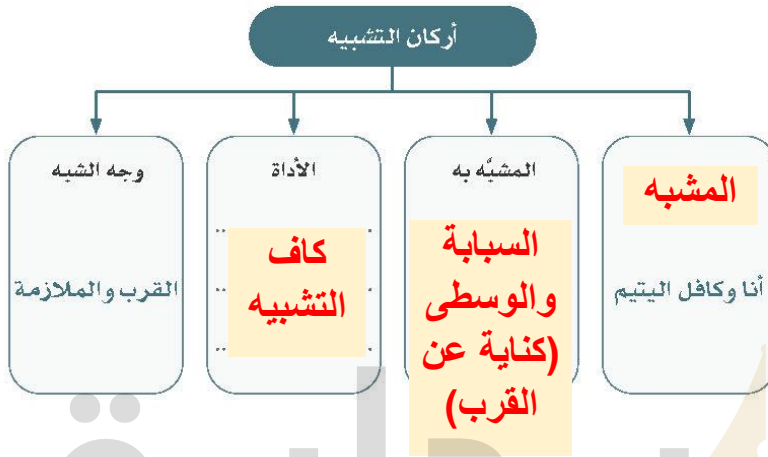 أركان التشبيه
المشبه
أنا وكافل اليتيم
المشبَّه به
السبابة
والوسطى
(كناية عن
القرب)
الأداة
كاف
التشبيه
وجه الشبه
القرب والملازمة